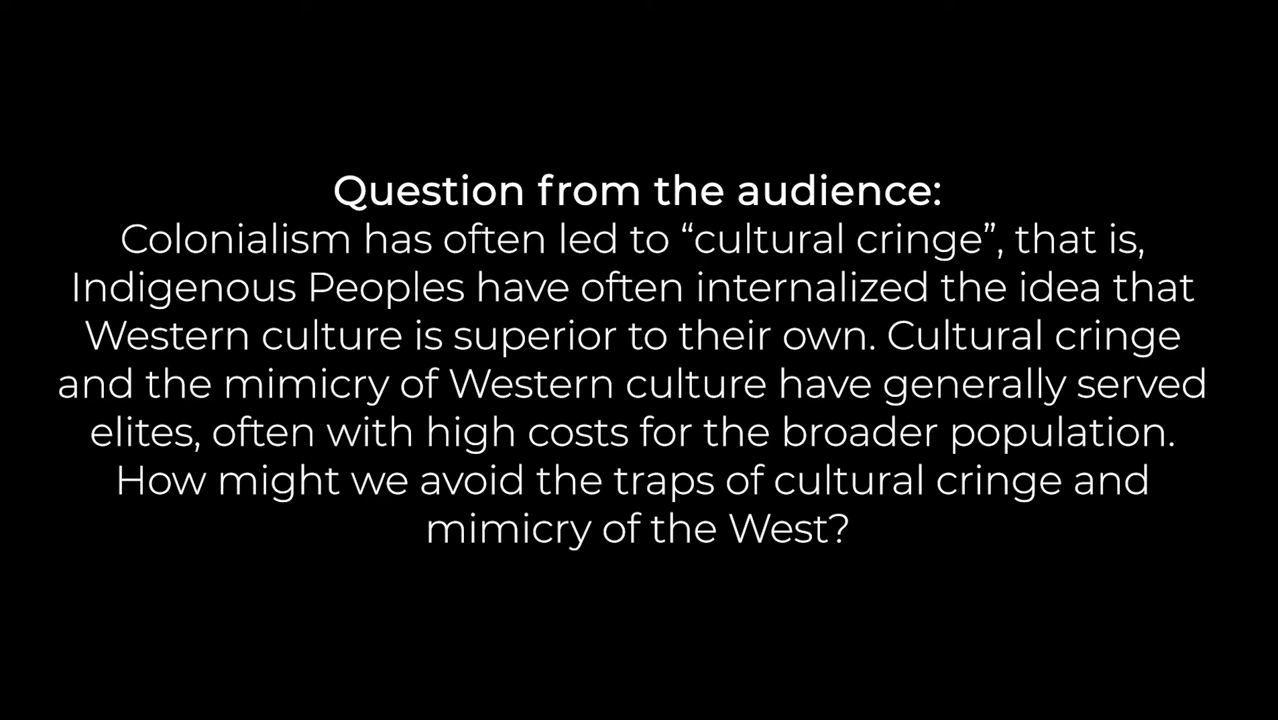 Question from the audience:
Colonialism has often led to “cultural cringe”, that is,
Indigenous Peoples have often internalized the idea that
Western culture is superior to their own. Cultural cringe
and the mimicry of Western culture have generally served
elites, often with high costs for the broader population.
How might we avoid the traps of cultural cringe and
mimicry of the West?